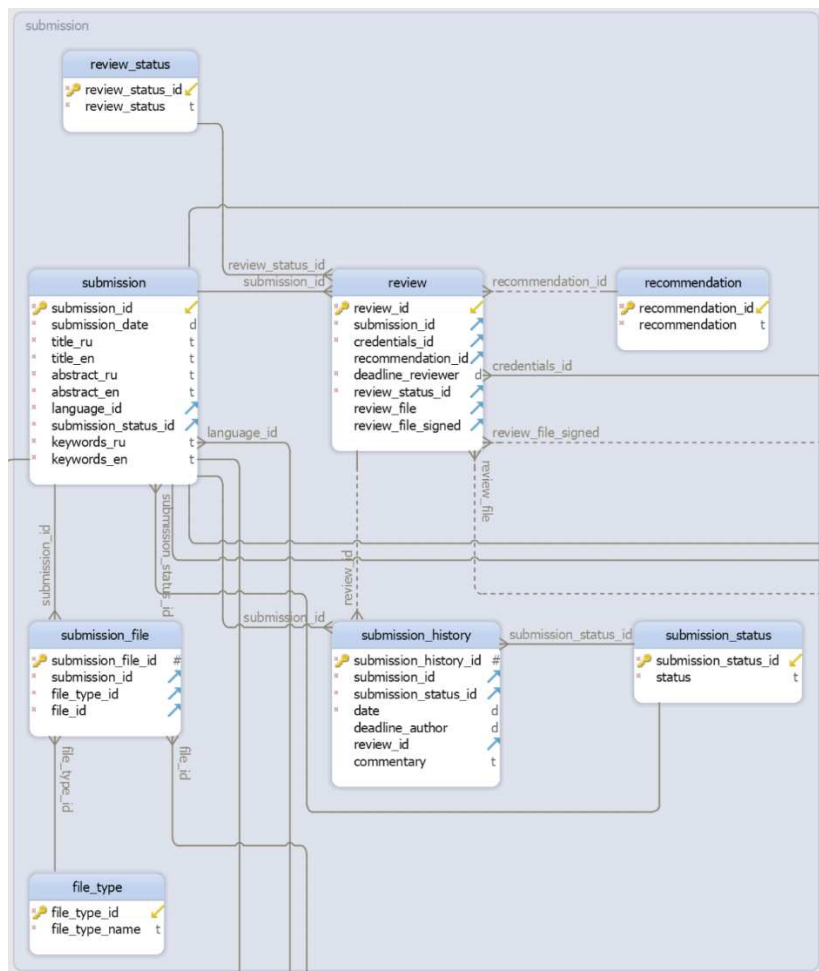 submission
review_status
review_status_id
review_status t
review_status_id
submission_id
submission
submission_id
submission_date d
title_ru t
title_en t
abstract_ru t
abstract_en t
language_id
submission_status_id
keywords_ru t
keywords_en t
review
review_id
submission_id
credentials_id
recommendation_id
deadline_reviewer d
review_status_id
review_file
review_file_signed
recommendation_id
recommendation
recommendation_id
recommendation t
credentials_id
language_id
review_file_signed
review_file
submission_id
submission_status_id
review_id
submission_id
submission_file
submission_file_id #
submission_id
file_type_id
file_id
submission_history
submission_history_id #
submission_id
submission_status_id
date d
deadline_author d
review_id
commentary t
submission_status_id
submission_status
submission_status_id
status t
file_type_id
file_id
file_type
file_type_id
file_type_name t